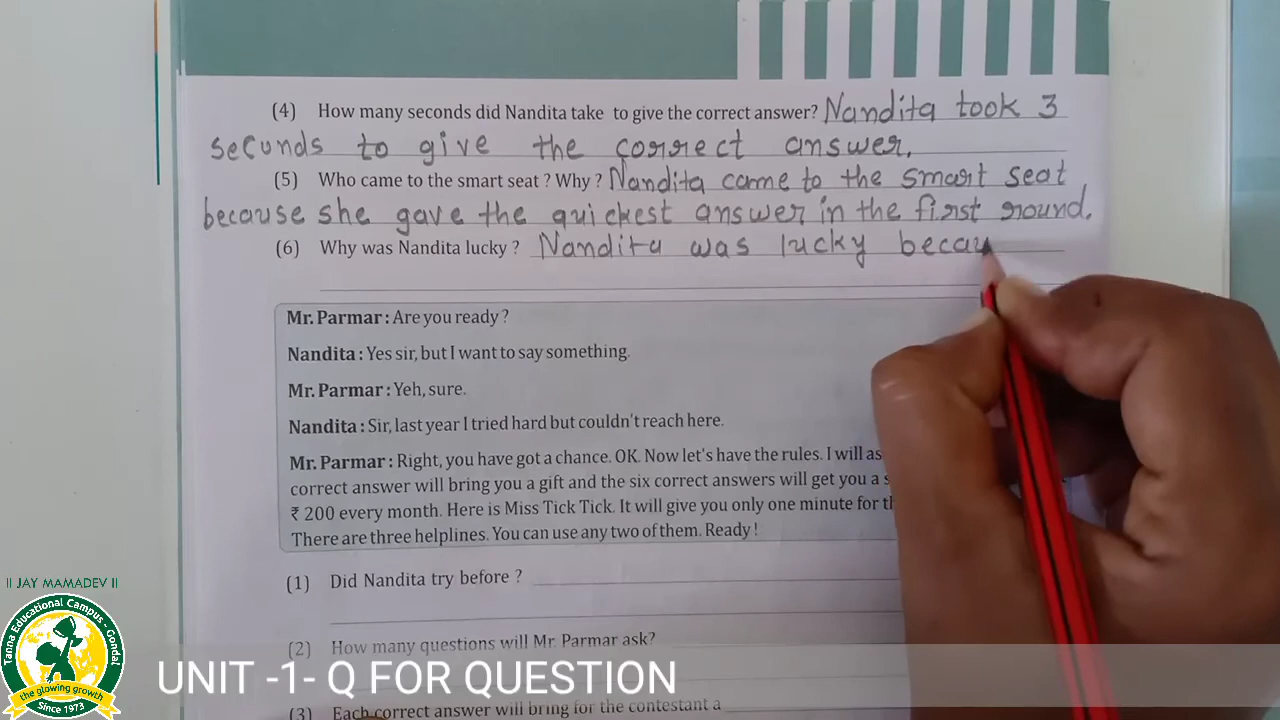 (4) How many seconds did Nandita take to give the correct answer? Nandita took 3
seconds to give the correct answer.
(5) Who came to the smart seat ? Why ? Nandita came to the smart seat
because she gave the quickest answer in the first round.
(6) Why was Nandita lucky ? Nandita was lucky becau
Mr. Parmar : Are you ready ?
Nandita : Yes sir, but I want to say something.
Mr. Parmar : Yeh, sure.
Nandita : Sir, last year I tried hard but couldn't reach here.
Mr. Parmar : Right, you have got a chance. OK. Now let's have the rules. I will as
correct answer will bring you a gift and the six correct answers will get you a s
₹ 200 every month. Here is Miss Tick Tick. It will give you only one minute for th
There are three helplines. You can use any two of them. Ready !
(1) Did Nandita try before ?
(2) How many questions will Mr. Parmar ask?
(3) Each correct answer will bring for the contestant a
|| JAY MAMADEV ||
Tanna Educational Campus - Gondal
the glowing growth
Since 1973
UNIT -1- Q FOR QUESTION